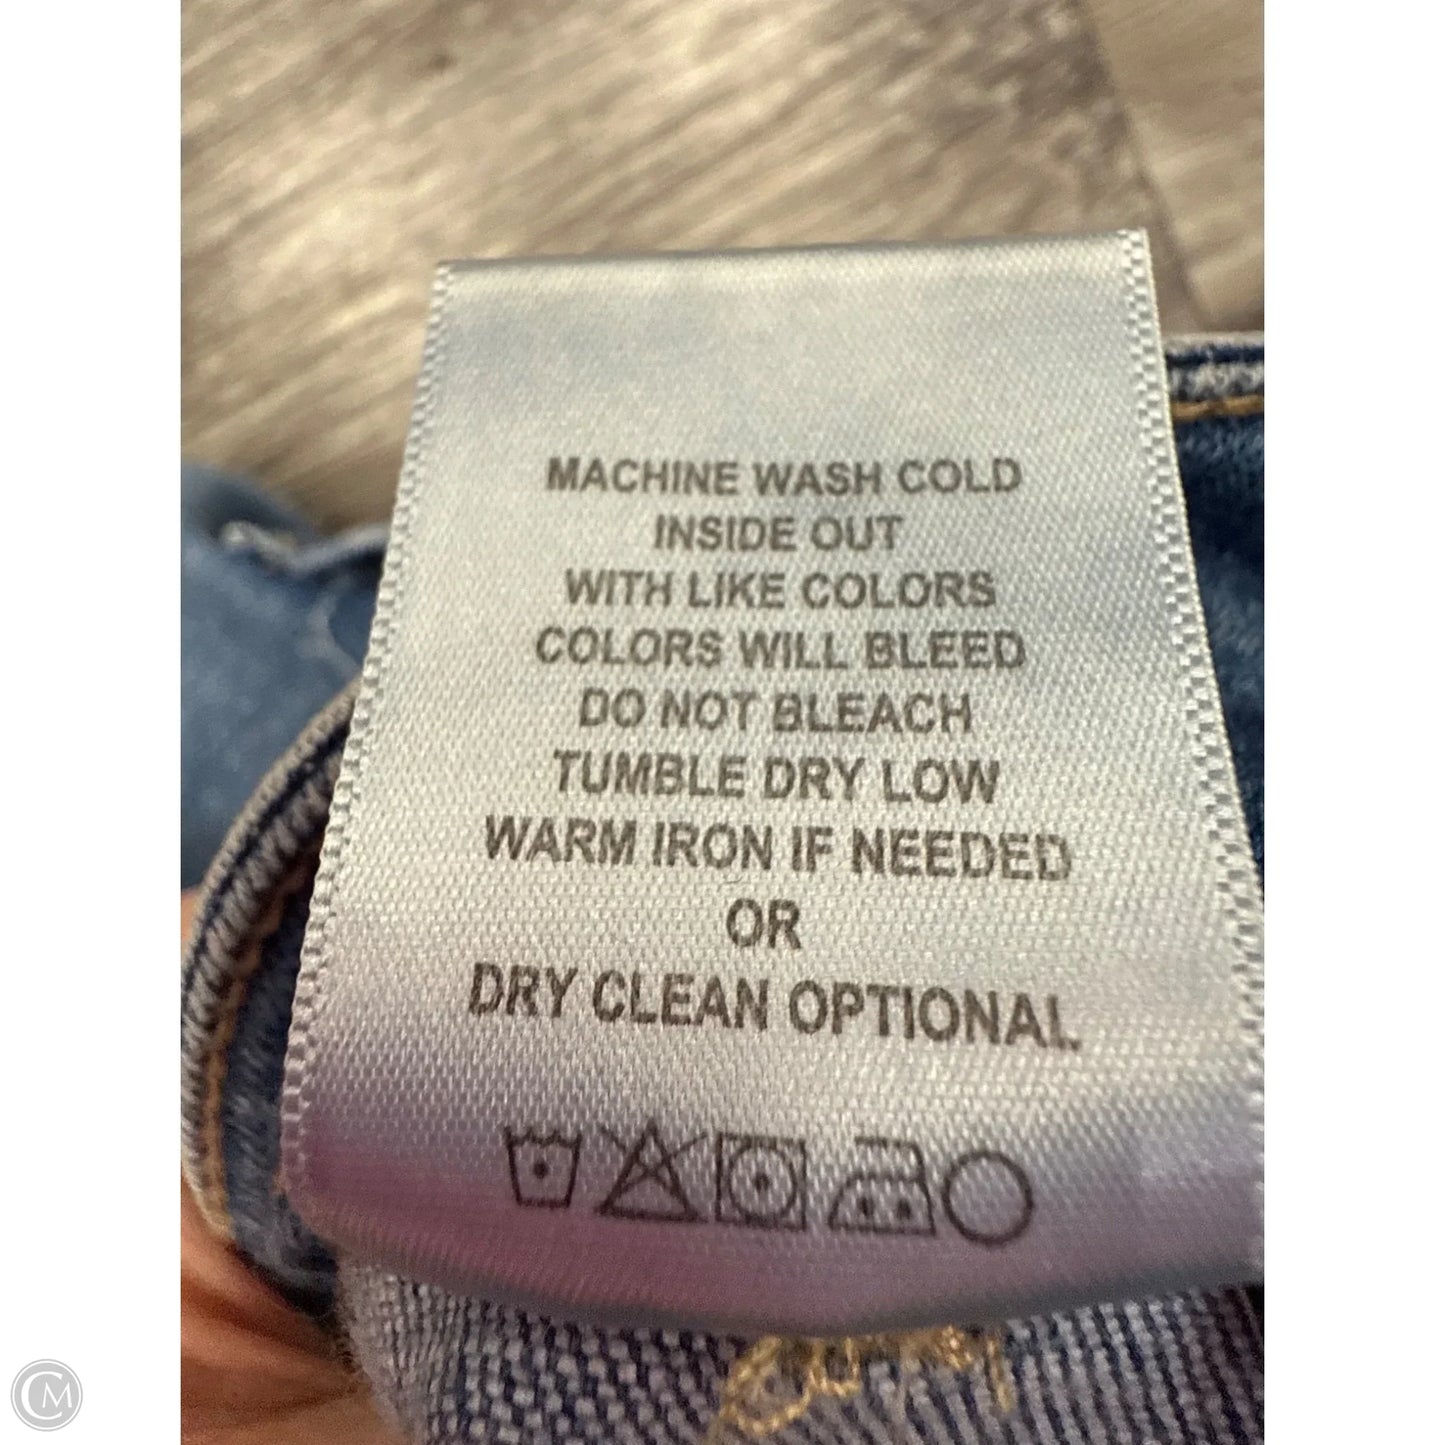 MACHINE WASH COLD
INSIDE OUT
WITH LIKE COLORS
COLORS WILL BLEED
DO NOT BLEACH
TUMBLE DRY LOW
WARM IRON IF NEEDED
OR
DRY CLEAN OPTIONAL
CM